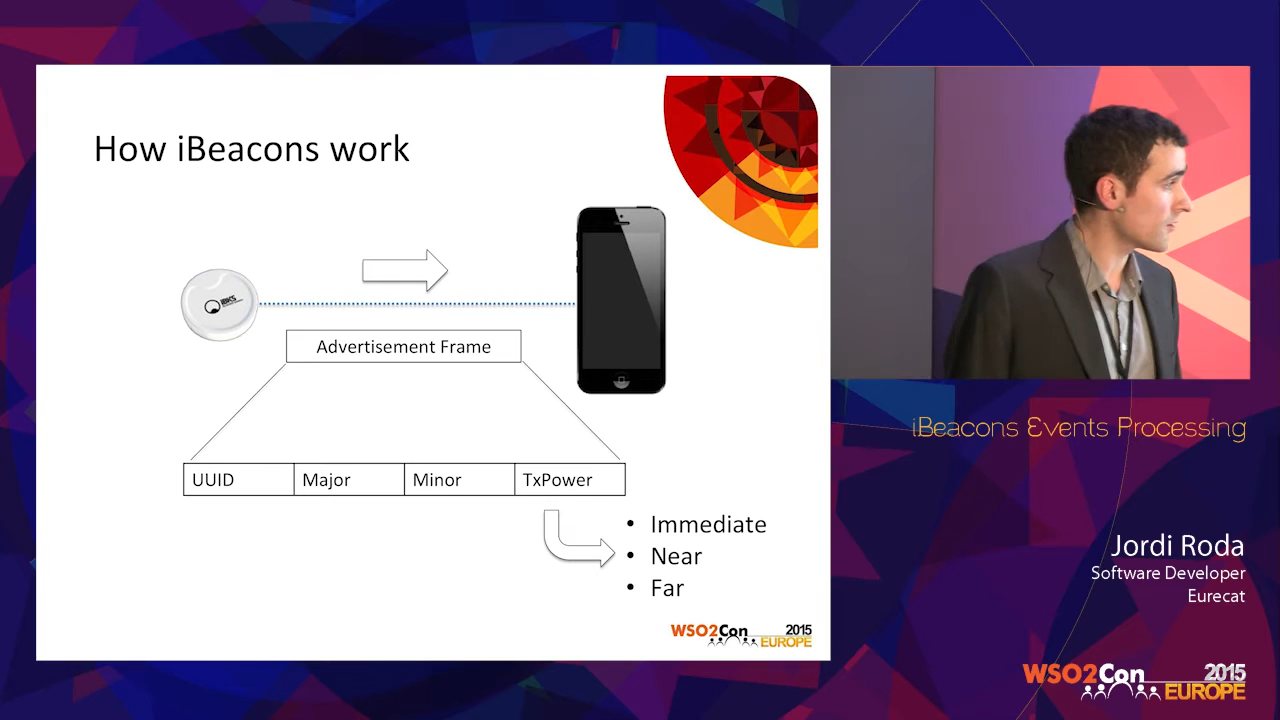 How iBeacons work
iBKS
Advertisement Frame
UUID Major Minor TxPower
• Immediate
• Near
• Far
WSO2Con 2015
EUROPE
iBeacons Events Processing
Jordi Roda
Software Developer
Eurecat
WSO2Con 2015
EUROPE